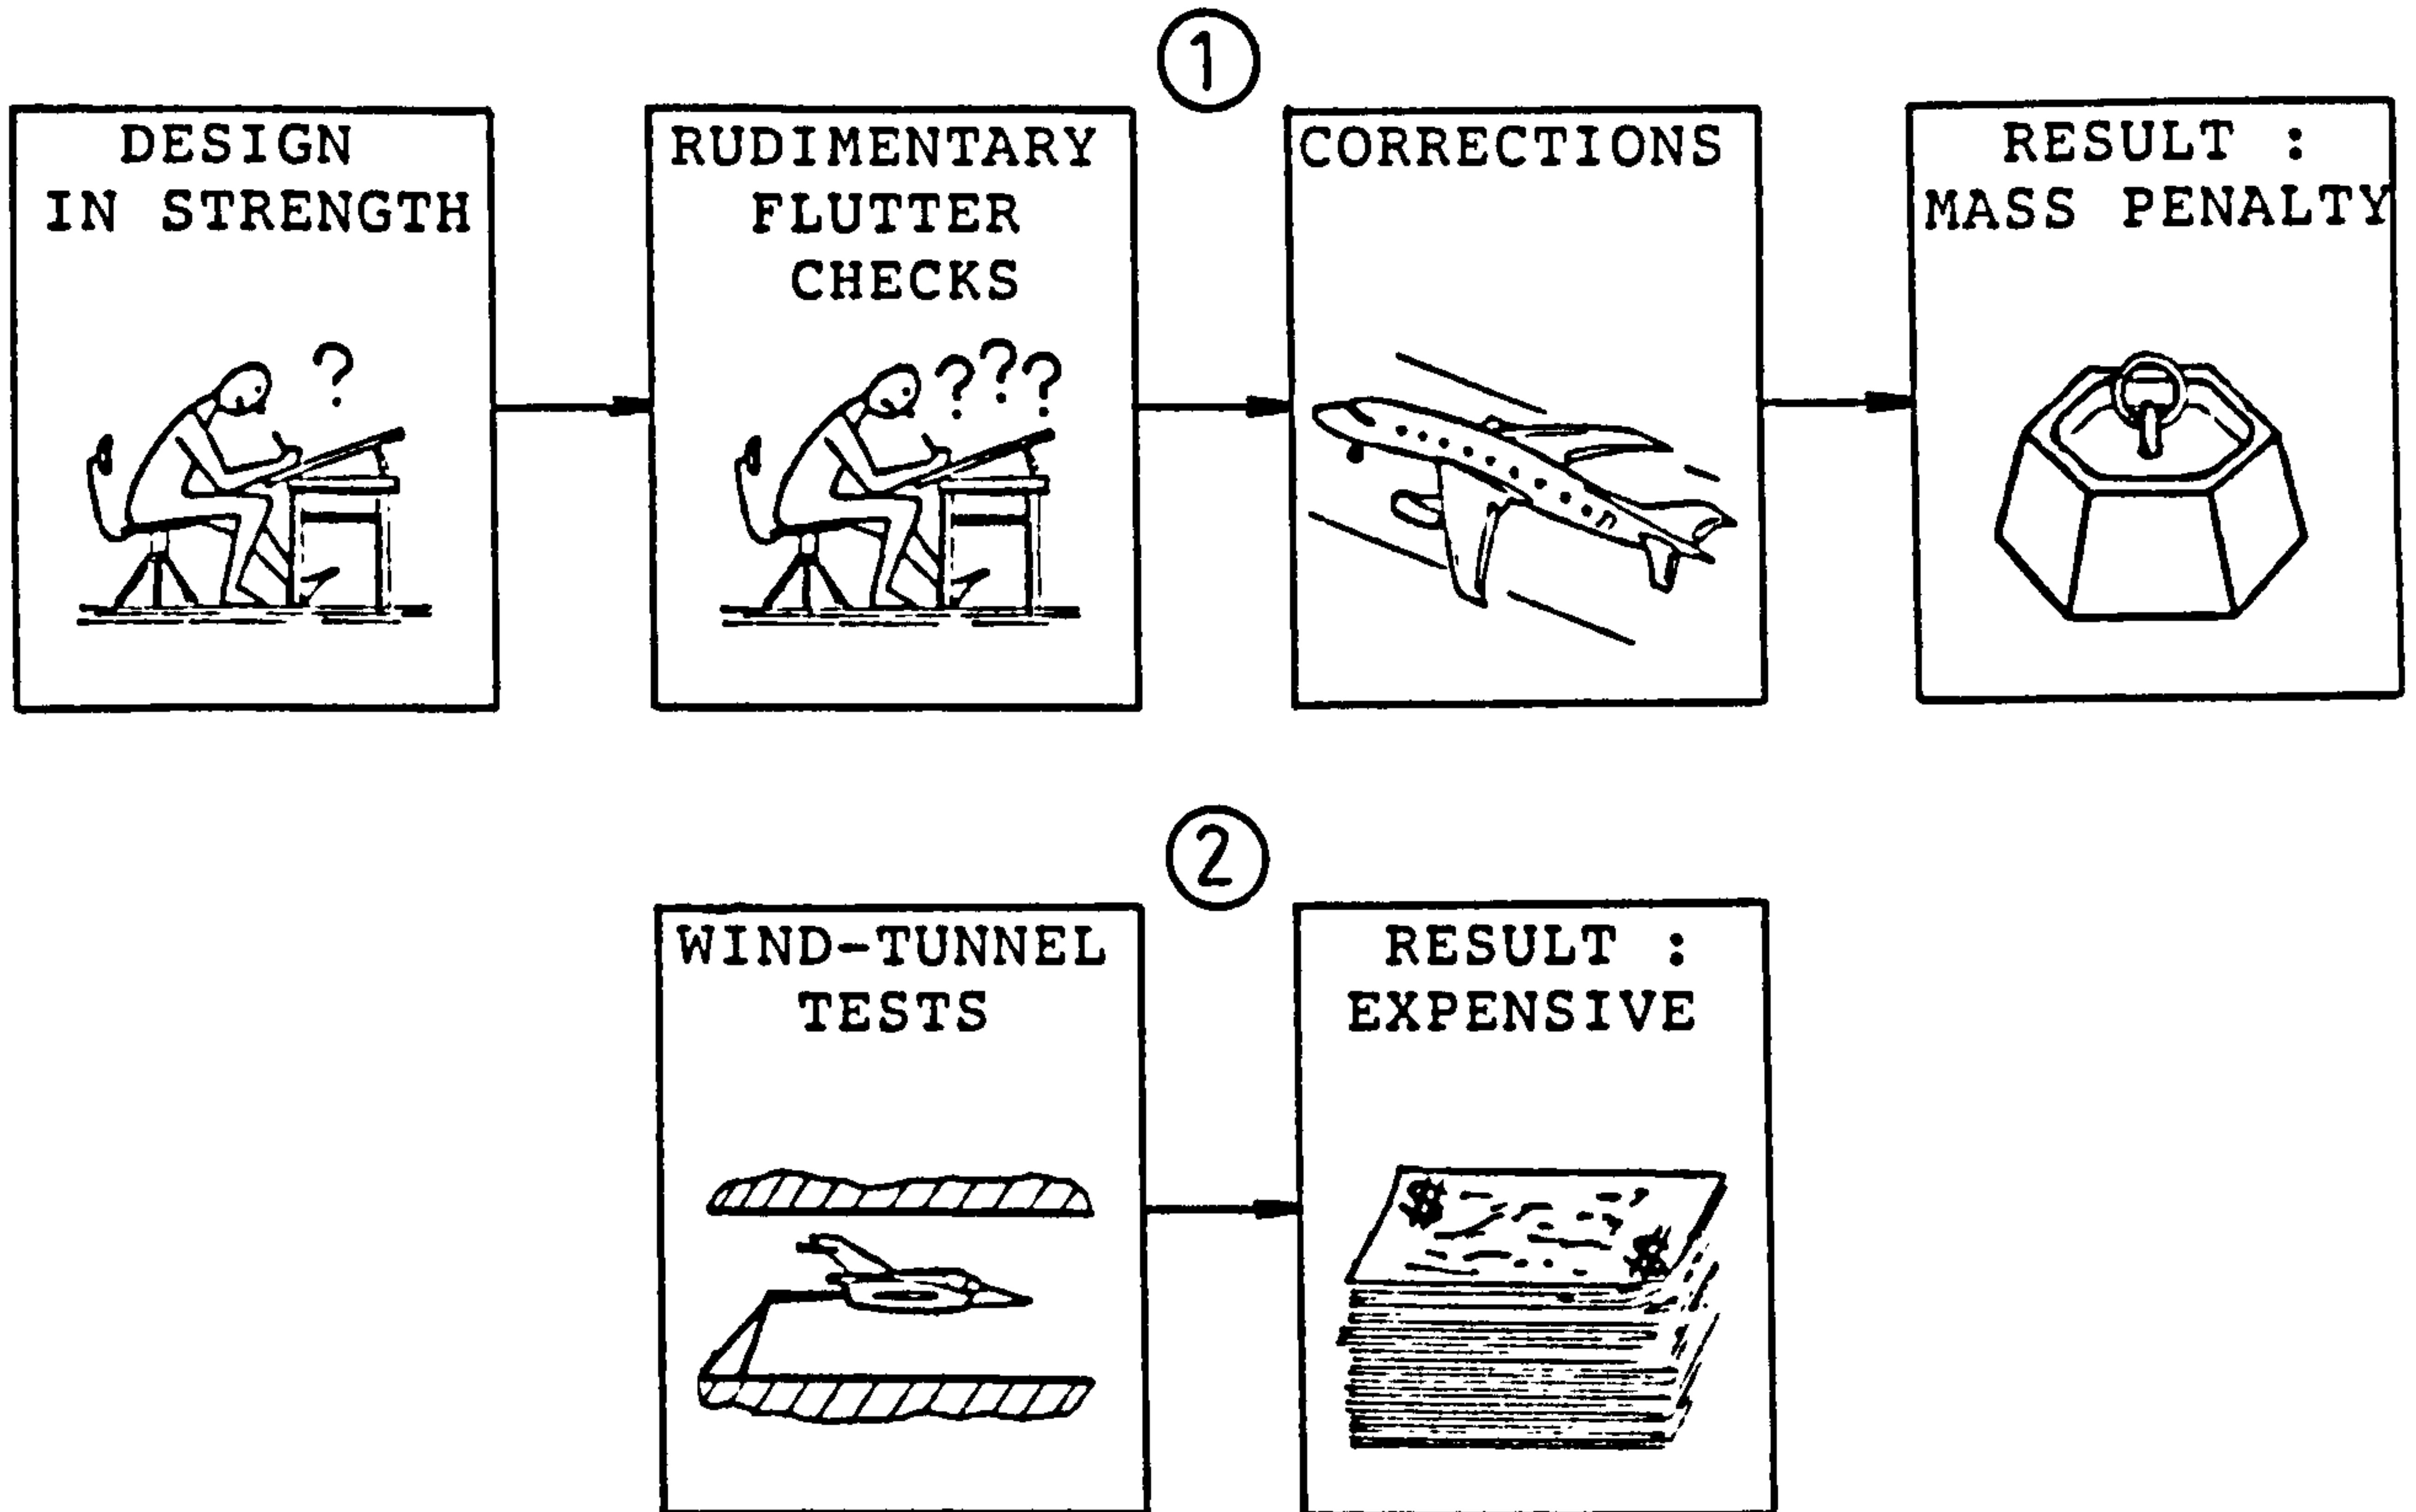 1
DESIGN
IN STRENGTH
?
RUDIMENTARY
FLUTTER
CHECKS
???
CORRECTIONS
RESULT :
MASS PENALTY
2
WIND-TUNNEL
TESTS
RESULT :
EXPENSIVE
$
$